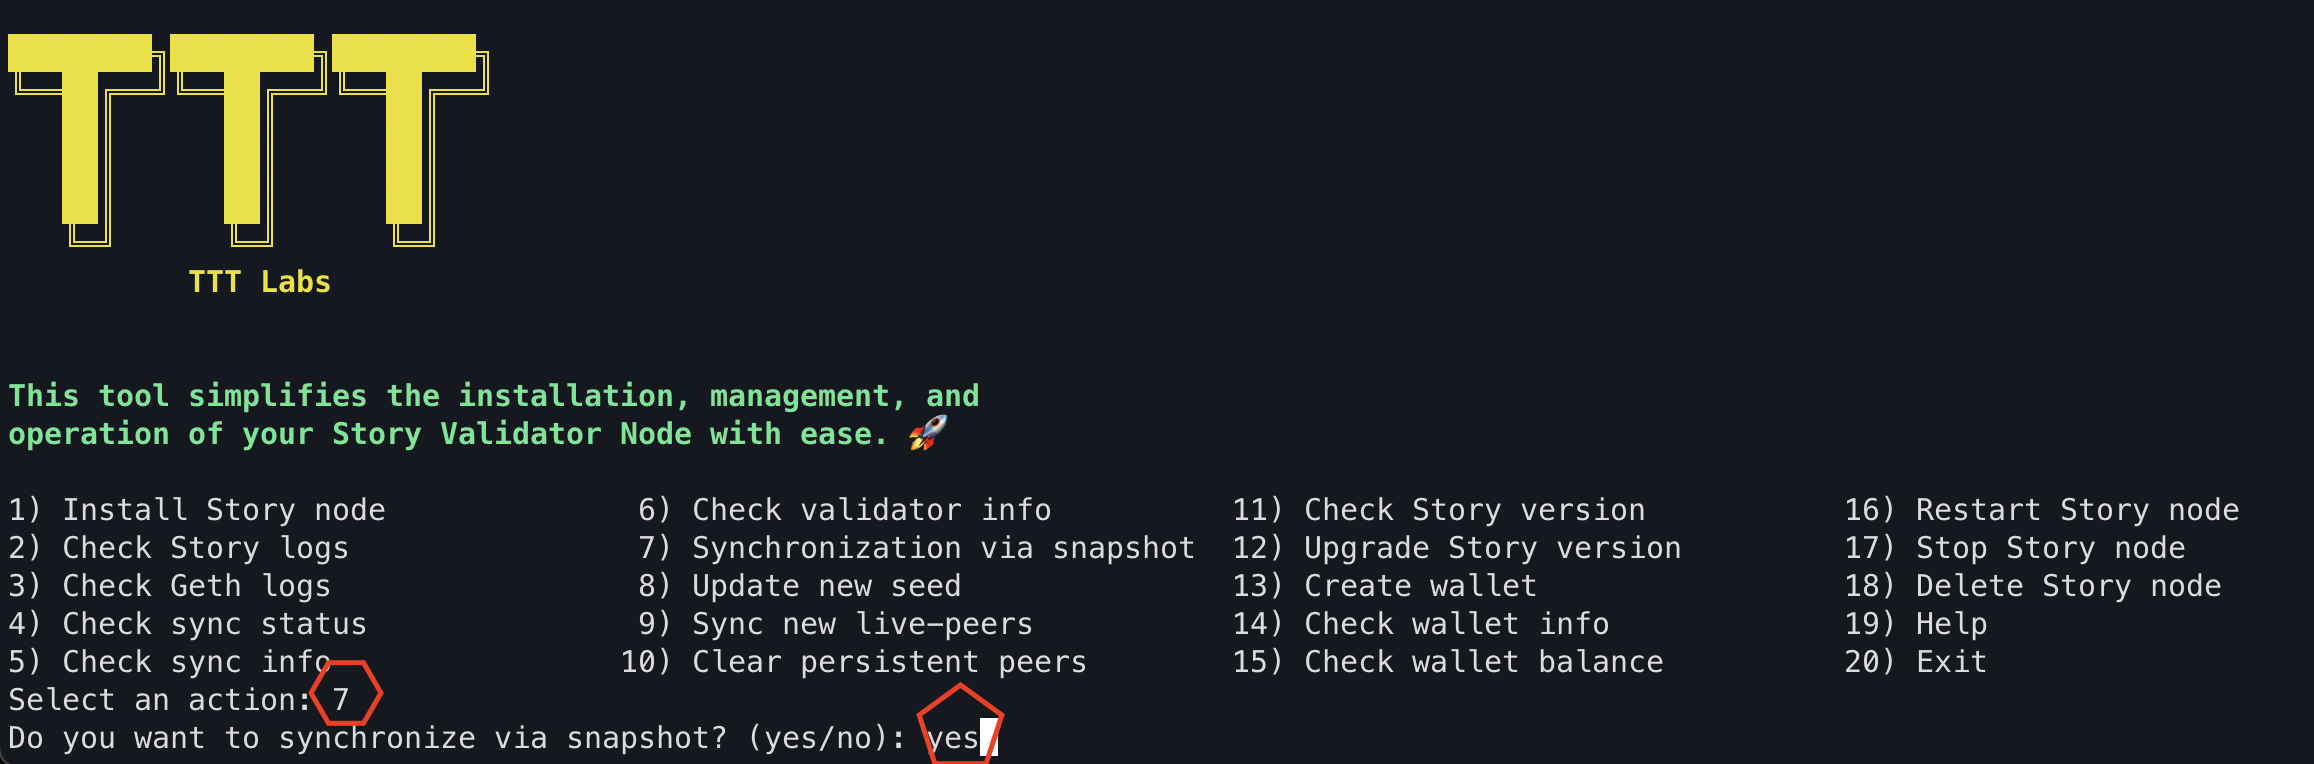 TTT
TTT Labs
This tool simplifies the installation, management, and
operation of your Story Validator Node with ease. 🚀
1) Install Story node 6) Check validator info 11) Check Story version 16) Restart Story node
2) Check Story logs 7) Synchronization via snapshot 12) Upgrade Story version 17) Stop Story node
3) Check Geth logs 8) Update new seed 13) Create wallet 18) Delete Story node
4) Check sync status 9) Sync new live-peers 14) Check wallet info 19) Help
5) Check sync info 10) Clear persistent peers 15) Check wallet balance 20) Exit
Select an action: 7
Do you want to synchronize via snapshot? (yes/no): yes